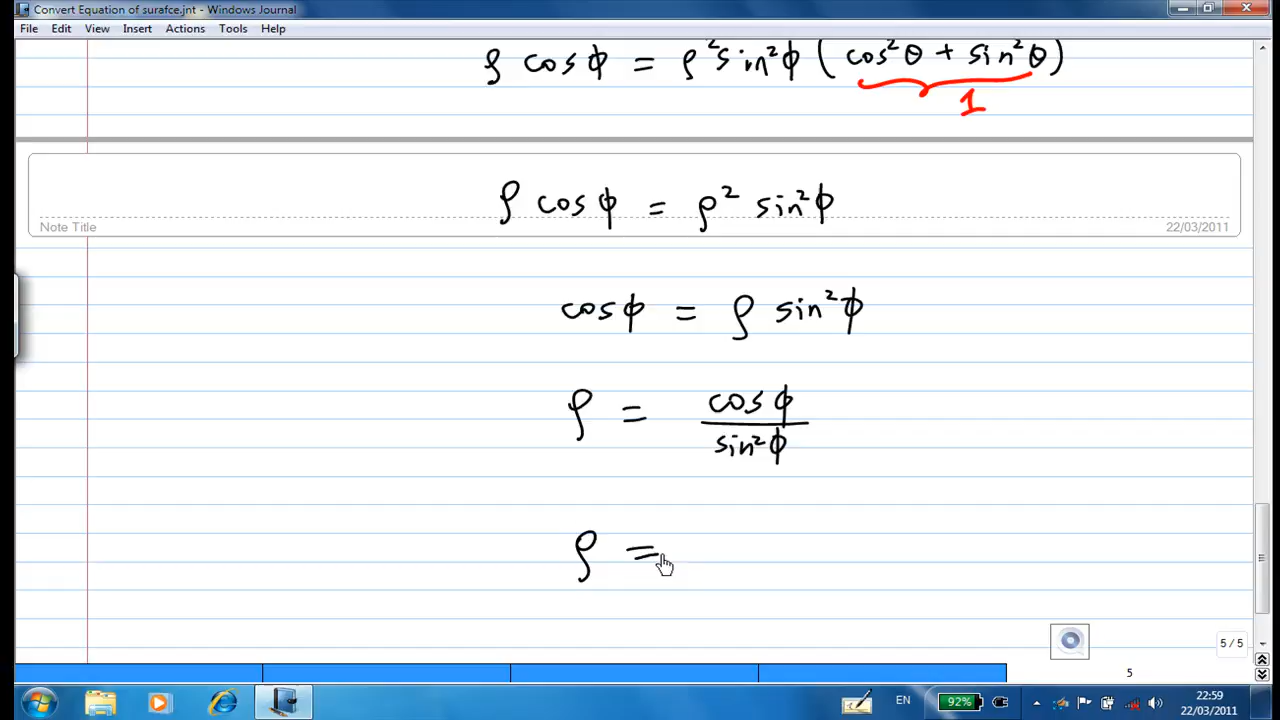 Convert Equation of surafce.jnt - Windows Journal
File Edit View Insert Actions Tools Help
ρ cos φ = ρ² sin² φ (cos² θ + sin² θ)
1
ρ cos φ = ρ² sin² φ
Note Title 22/03/2011
cos φ = ρ sin² φ
ρ = cos φ / sin² φ
ρ =
5/5
5
EN 92% 22:59
22/03/2011